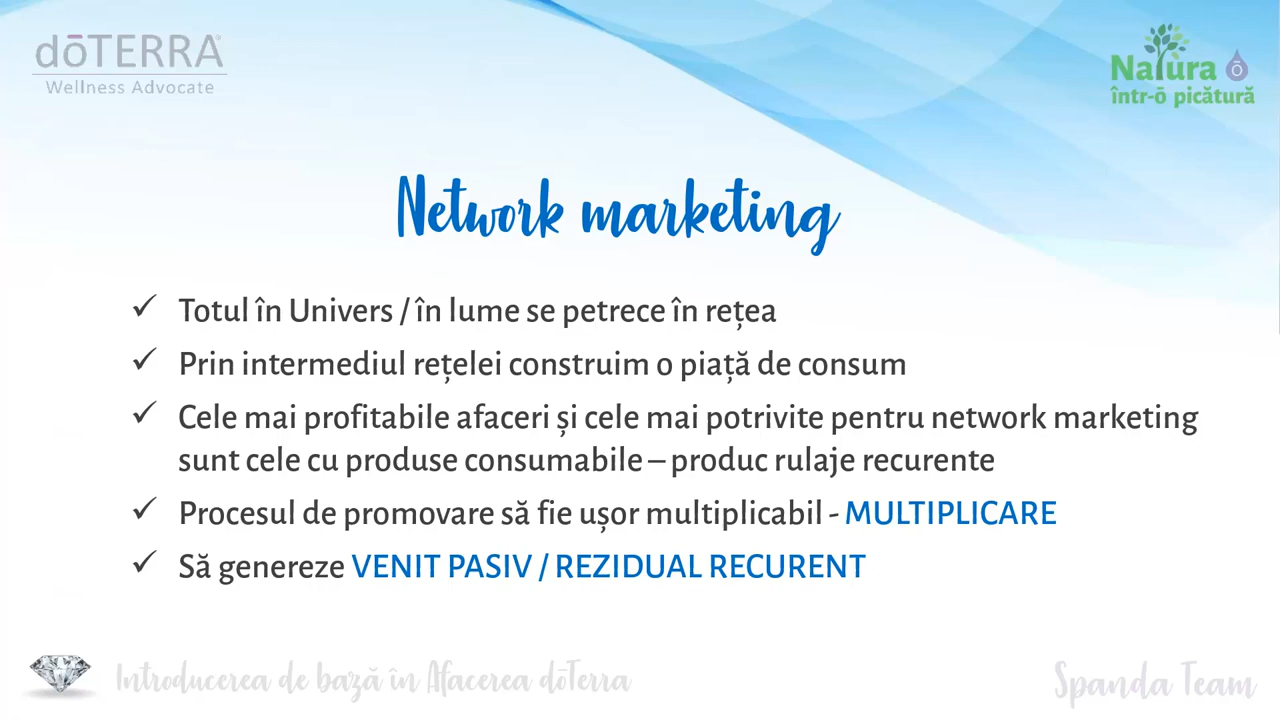 dōTERRA®
Wellness Advocate
Natura ō
într-ō picătură
Network marketing
✓ Totul în Univers / în lume se petrece în rețea
✓ Prin intermediul rețelei construim o piață de consum
✓ Cele mai profitabile afaceri și cele mai potrivite pentru network marketing
sunt cele cu produse consumabile – produc rulaje recurente
✓ Procesul de promovare să fie ușor multiplicabil - MULTIPLICARE
✓ Să genereze VENIT PASIV / REZIDUAL RECURENT
Introducerea de bază în Afacerea dōTerra
Spanda Team